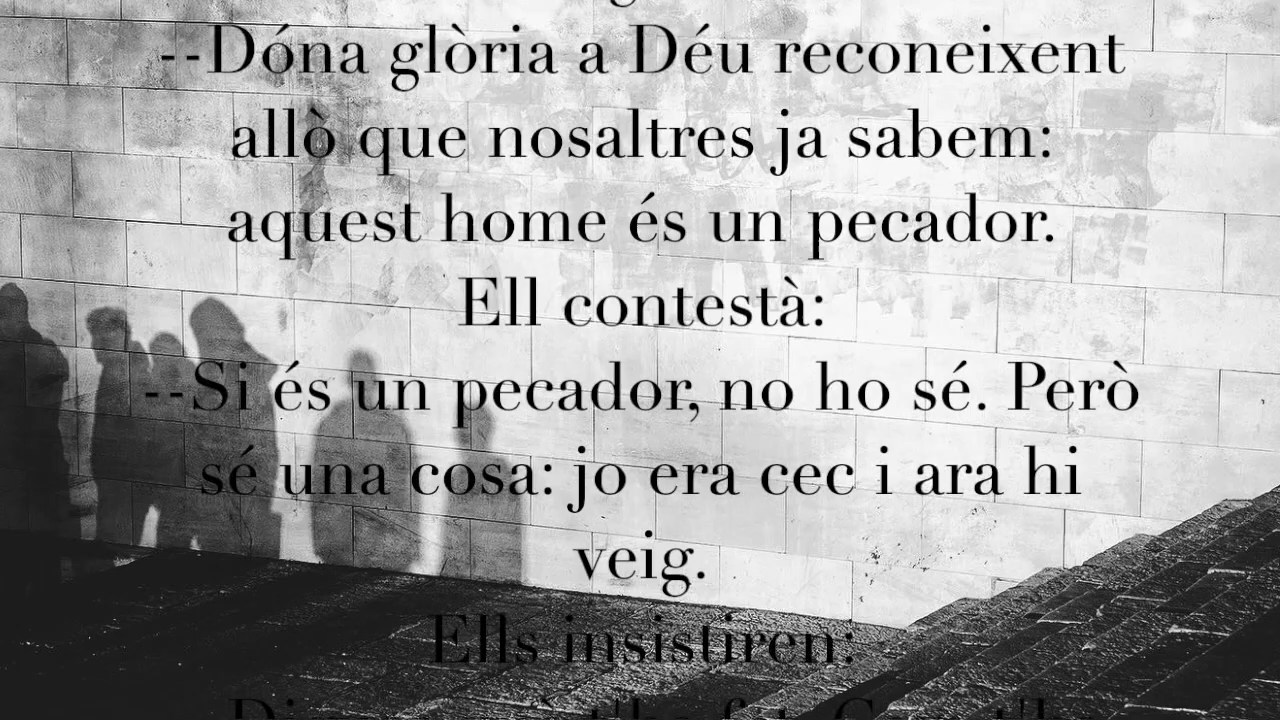 --Dóna glòria a Déu reconeixent
allò que nosaltres ja sabem:
aquest home és un pecador.
Ell contestà:
--Si és un pecador, no ho sé. Però
sé una cosa: jo era cec i ara hi
veig.
Ells insistiren: